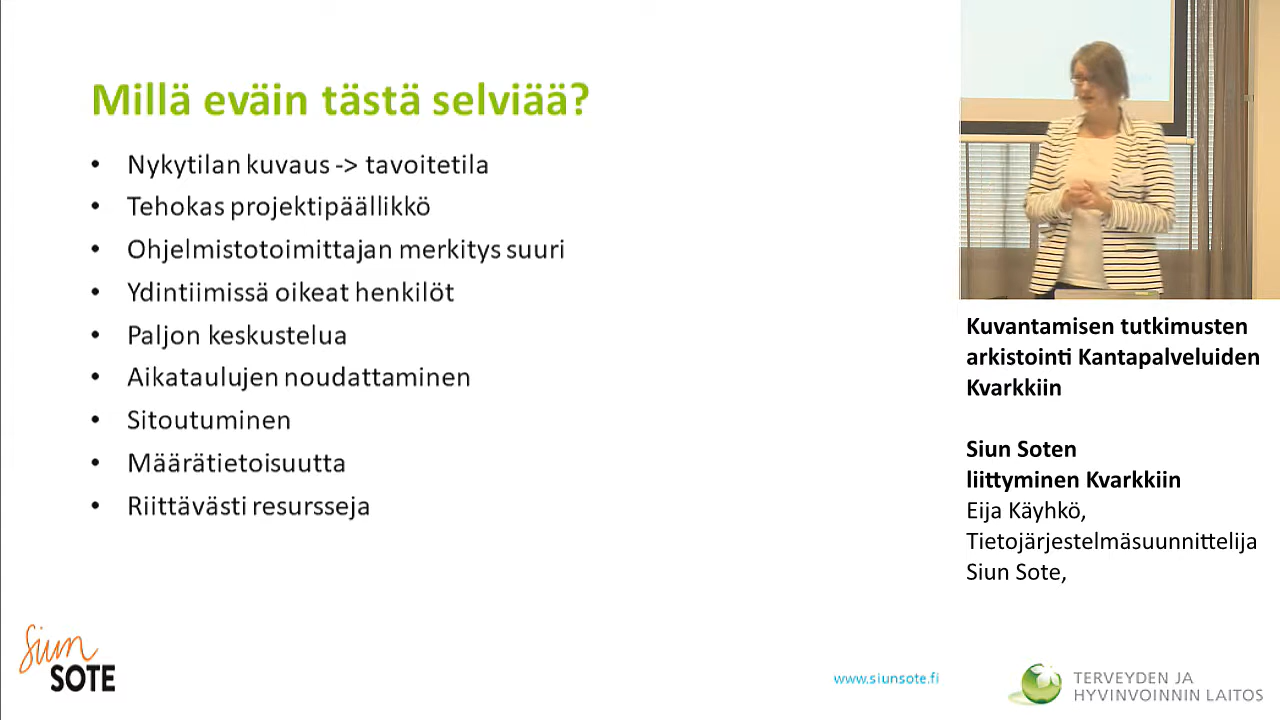 Millä eväin tästä selviää?
• Nykytilan kuvaus -> tavoitetila
• Tehokas projektipäällikkö
• Ohjelmistotoimittajan merkitys suuri
• Ydintiimissä oikeat henkilöt
• Paljon keskustelua
• Aikataulujen noudattaminen
• Sitoutuminen
• Määrätietoisuutta
• Riittävästi resursseja
Kuvantamisen tutkimusten
arkistointi Kantapalveluiden
Kvarkkiin
Siun Soten
liittyminen Kvarkkiin
Eija Käyhkö,
Tietojärjestelmäsuunnittelija
Siun Sote,
Siun
SOTE
www.siunsote.fi
TERVEYDEN JA
HYVINVOINNIN LAITOS